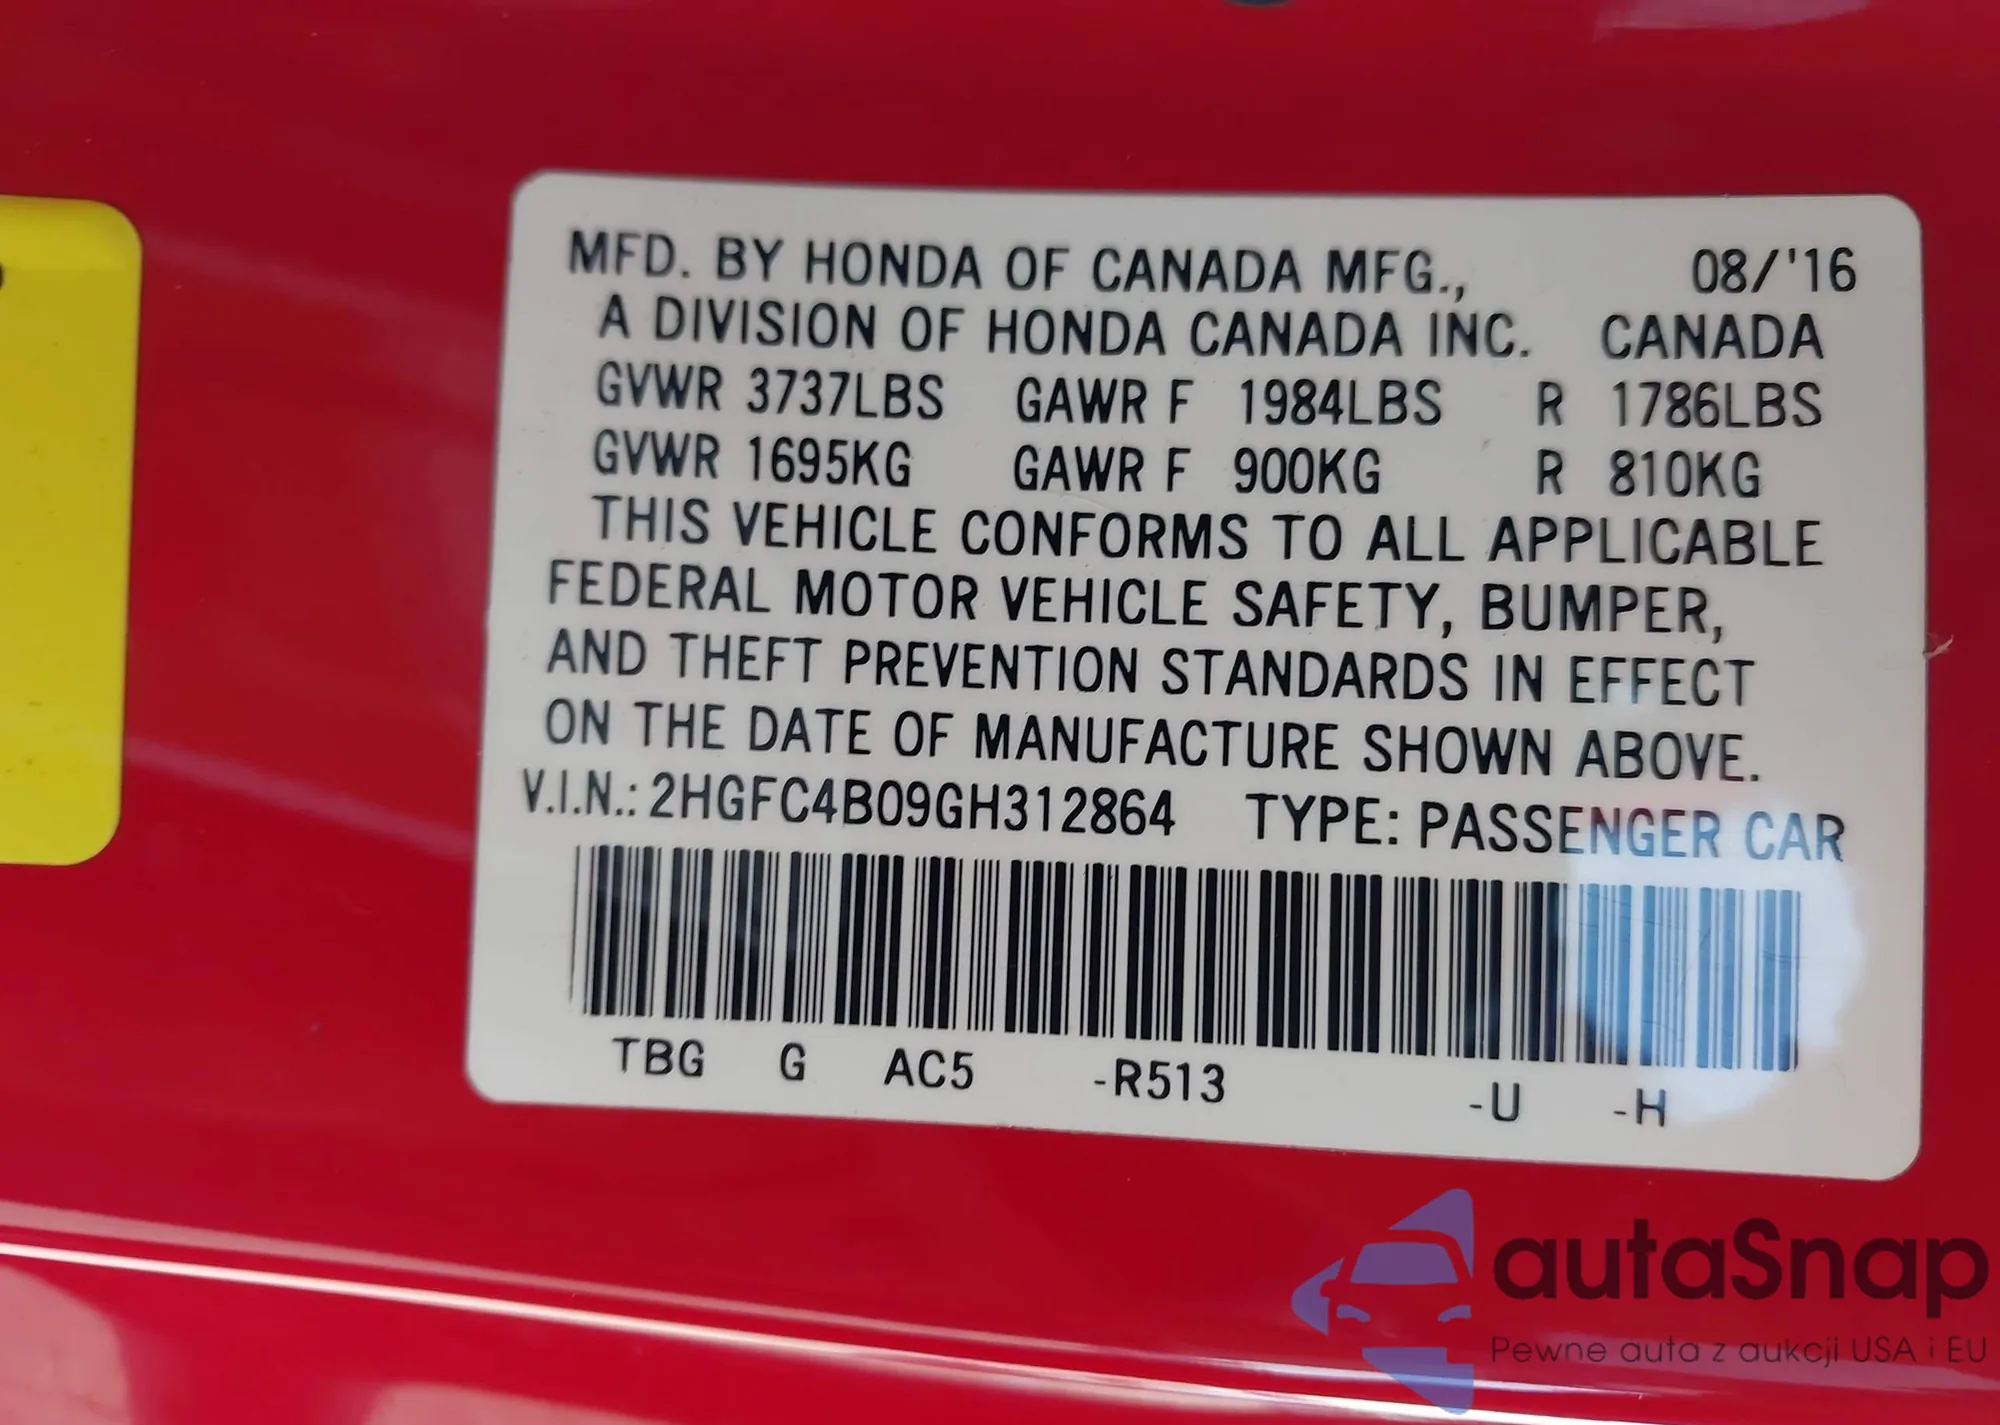 MFD. BY HONDA OF CANADA MFG., 08/'16
A DIVISION OF HONDA CANADA INC. CANADA
GVWR 3737LBS GAWR F 1984LBS R 1786LBS
GVWR 1695KG GAWR F 900KG R 810KG
THIS VEHICLE CONFORMS TO ALL APPLICABLE
FEDERAL MOTOR VEHICLE SAFETY, BUMPER,
AND THEFT PREVENTION STANDARDS IN EFFECT
ON THE DATE OF MANUFACTURE SHOWN ABOVE.
V.I.N.: 2HGFC4B09GH312864 TYPE: PASSENGER CAR
TBG G AC5 -R513 -U -H
autaSnap
Pewne auta z aukcji USA i EU